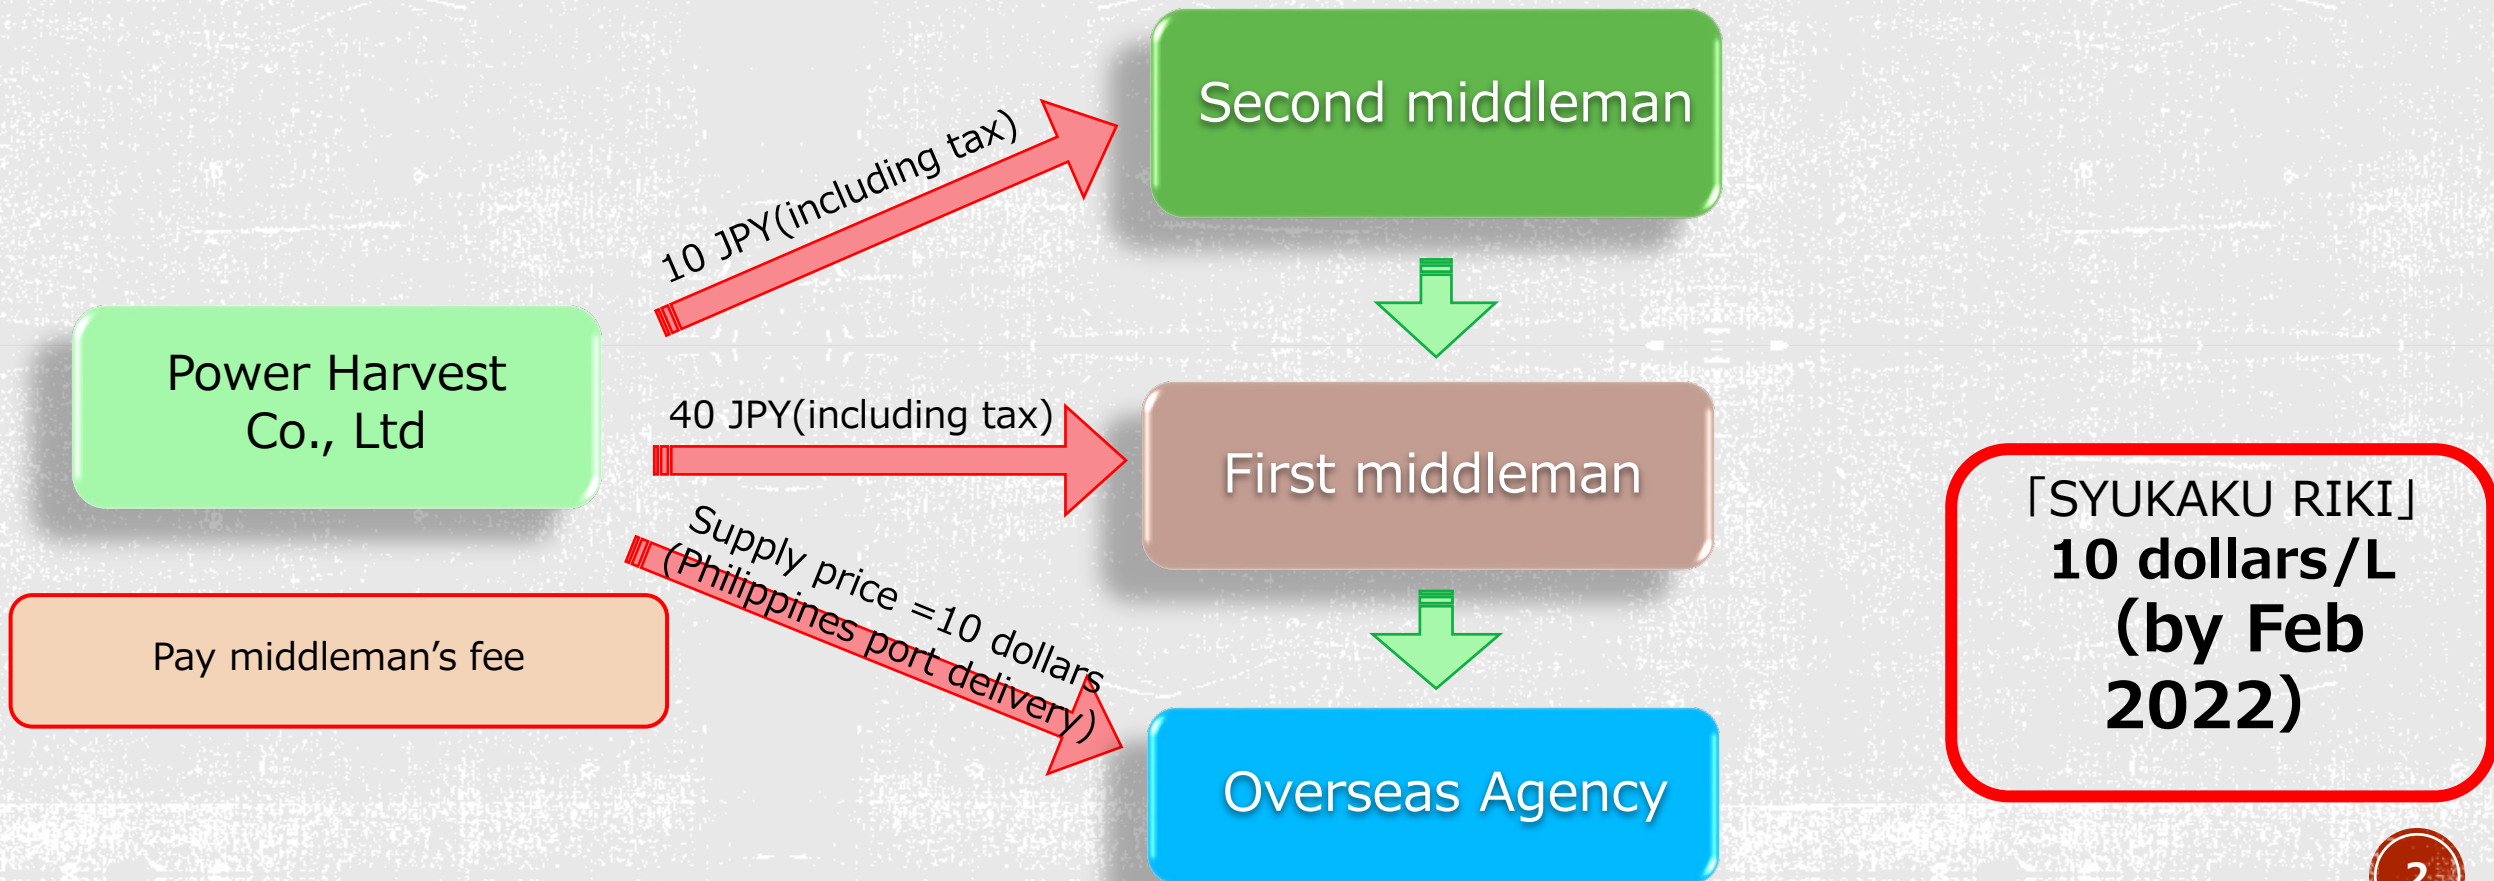 Second middleman
10 JPY(including tax)
Power Harvest
Co., Ltd
40 JPY(including tax)
First middleman
Supply price =10 dollars
(Philippines port delivery)
Pay middleman’s fee
「SYUKAKU RIKI」
10 dollars/L
（by Feb
2022）
Overseas Agency
2